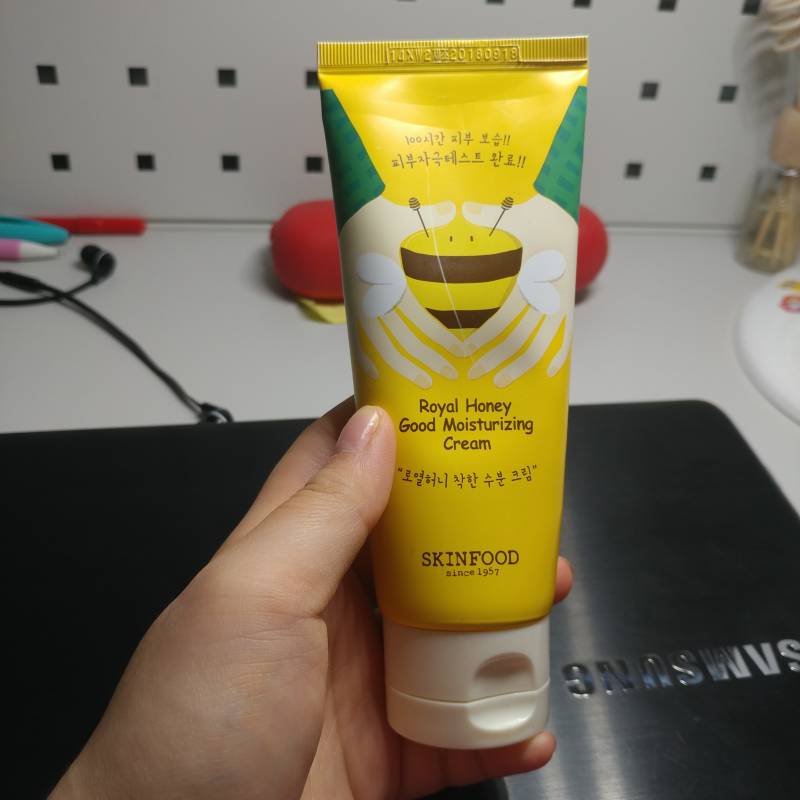 100시간 피부 보습!!
피부자극테스트 완료!!
Royal Honey
Good Moisturizing
Cream
"로열허니 착한 수분 크림"
SKINFOOD
since 1957
SAMSUNG